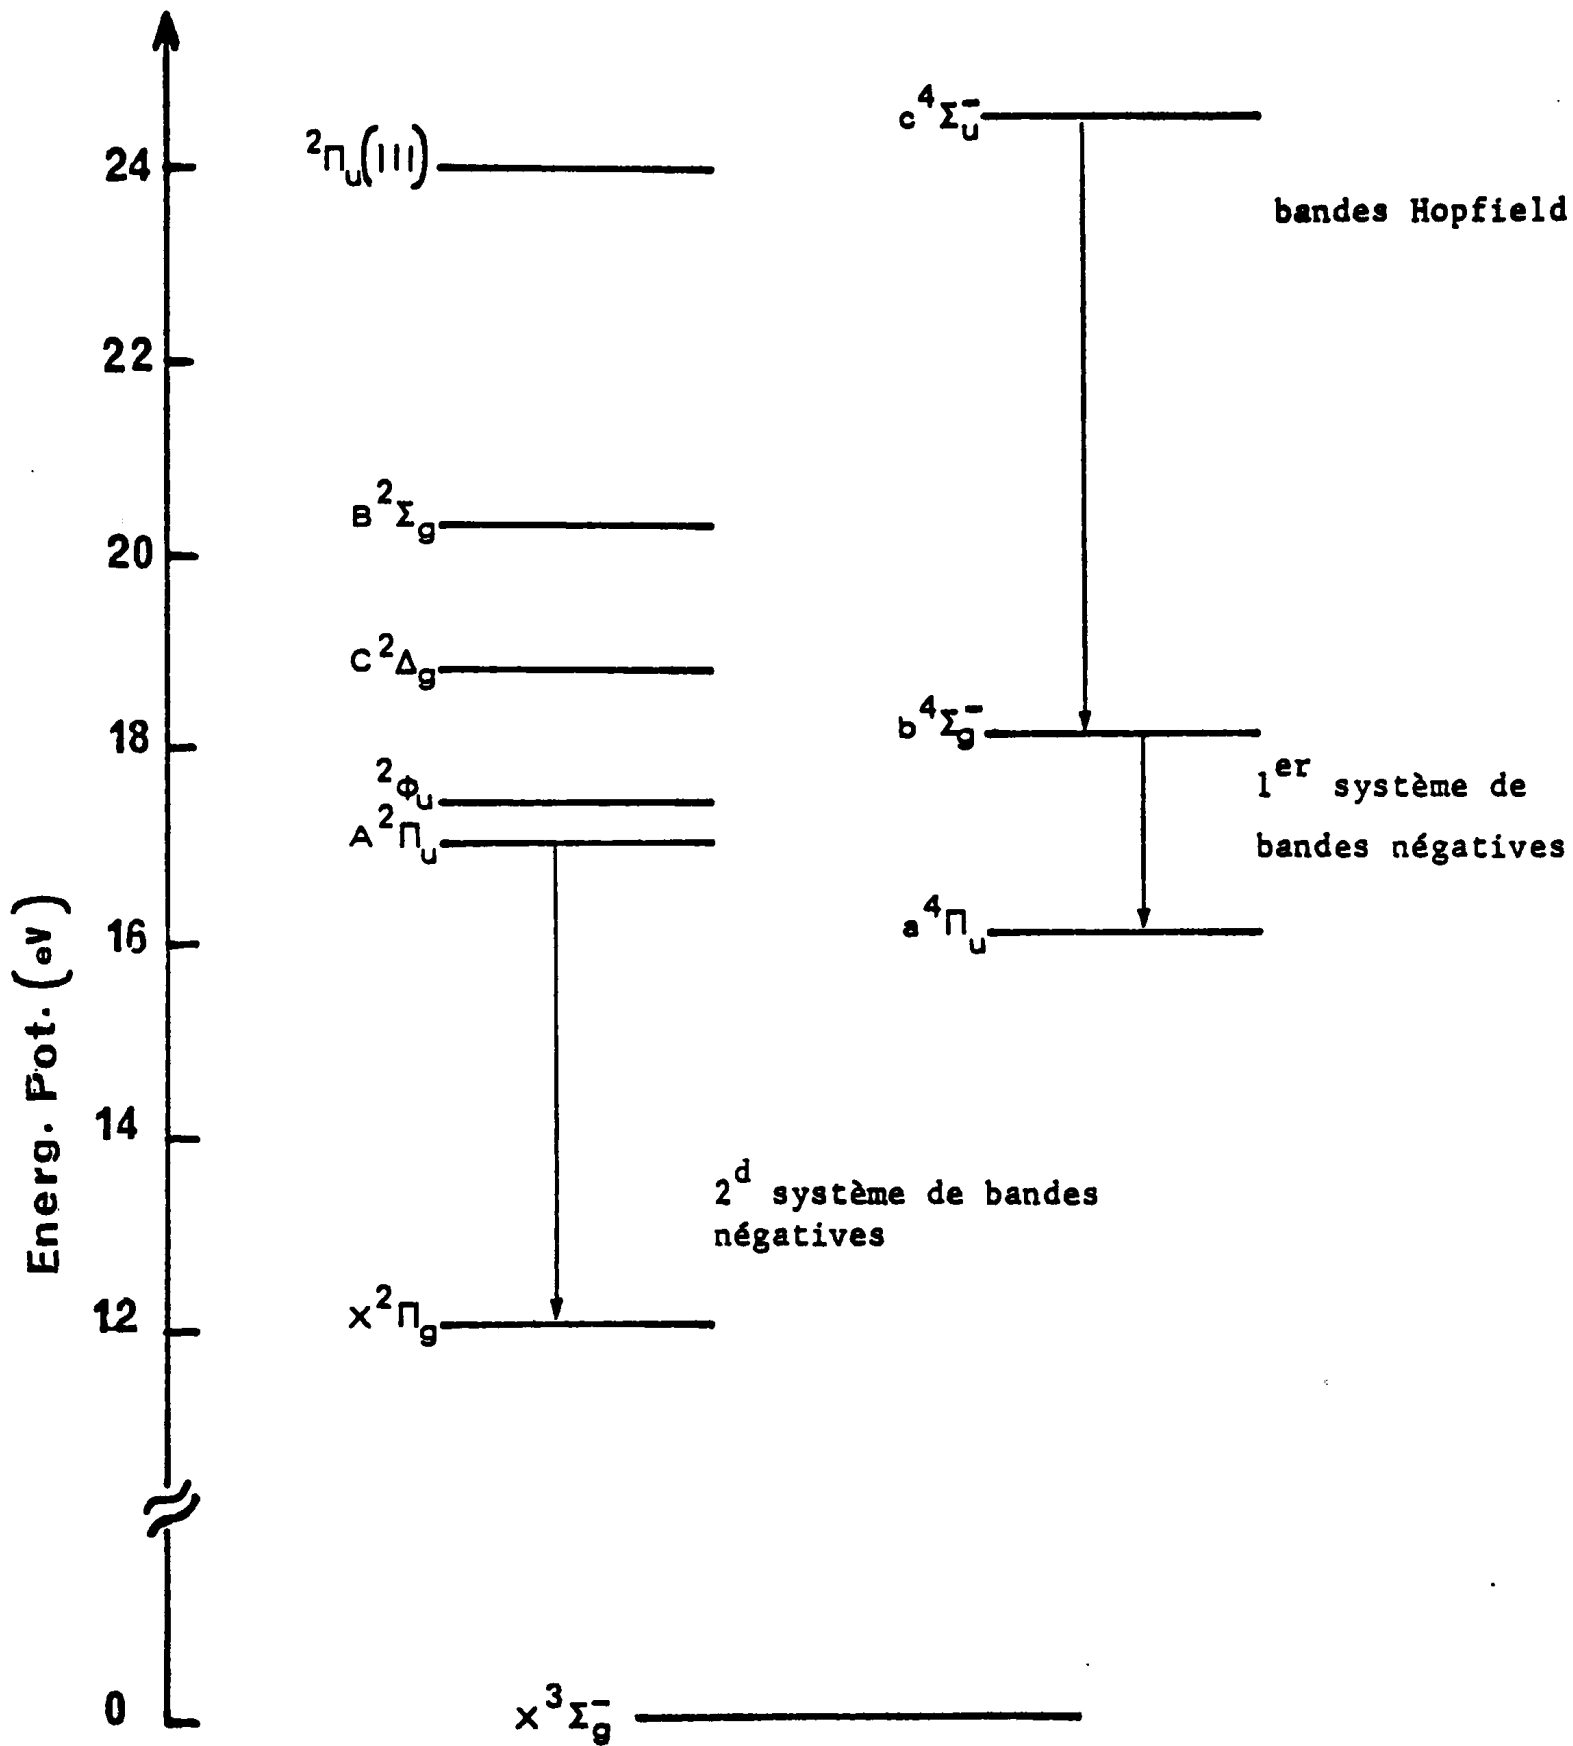 Energ. Pot. (eV)
24
22
20
18
16
14
12
0
²Πᵤ(III)
B²Σg
C²Δg
²Φᵤ
A²Πᵤ
X²Πg
X³Σg⁻
c⁴Σᵤ⁻
b⁴Σg⁻
a⁴Πᵤ
bandes Hopfield
1er système de
bandes négatives
2d système de bandes
négatives